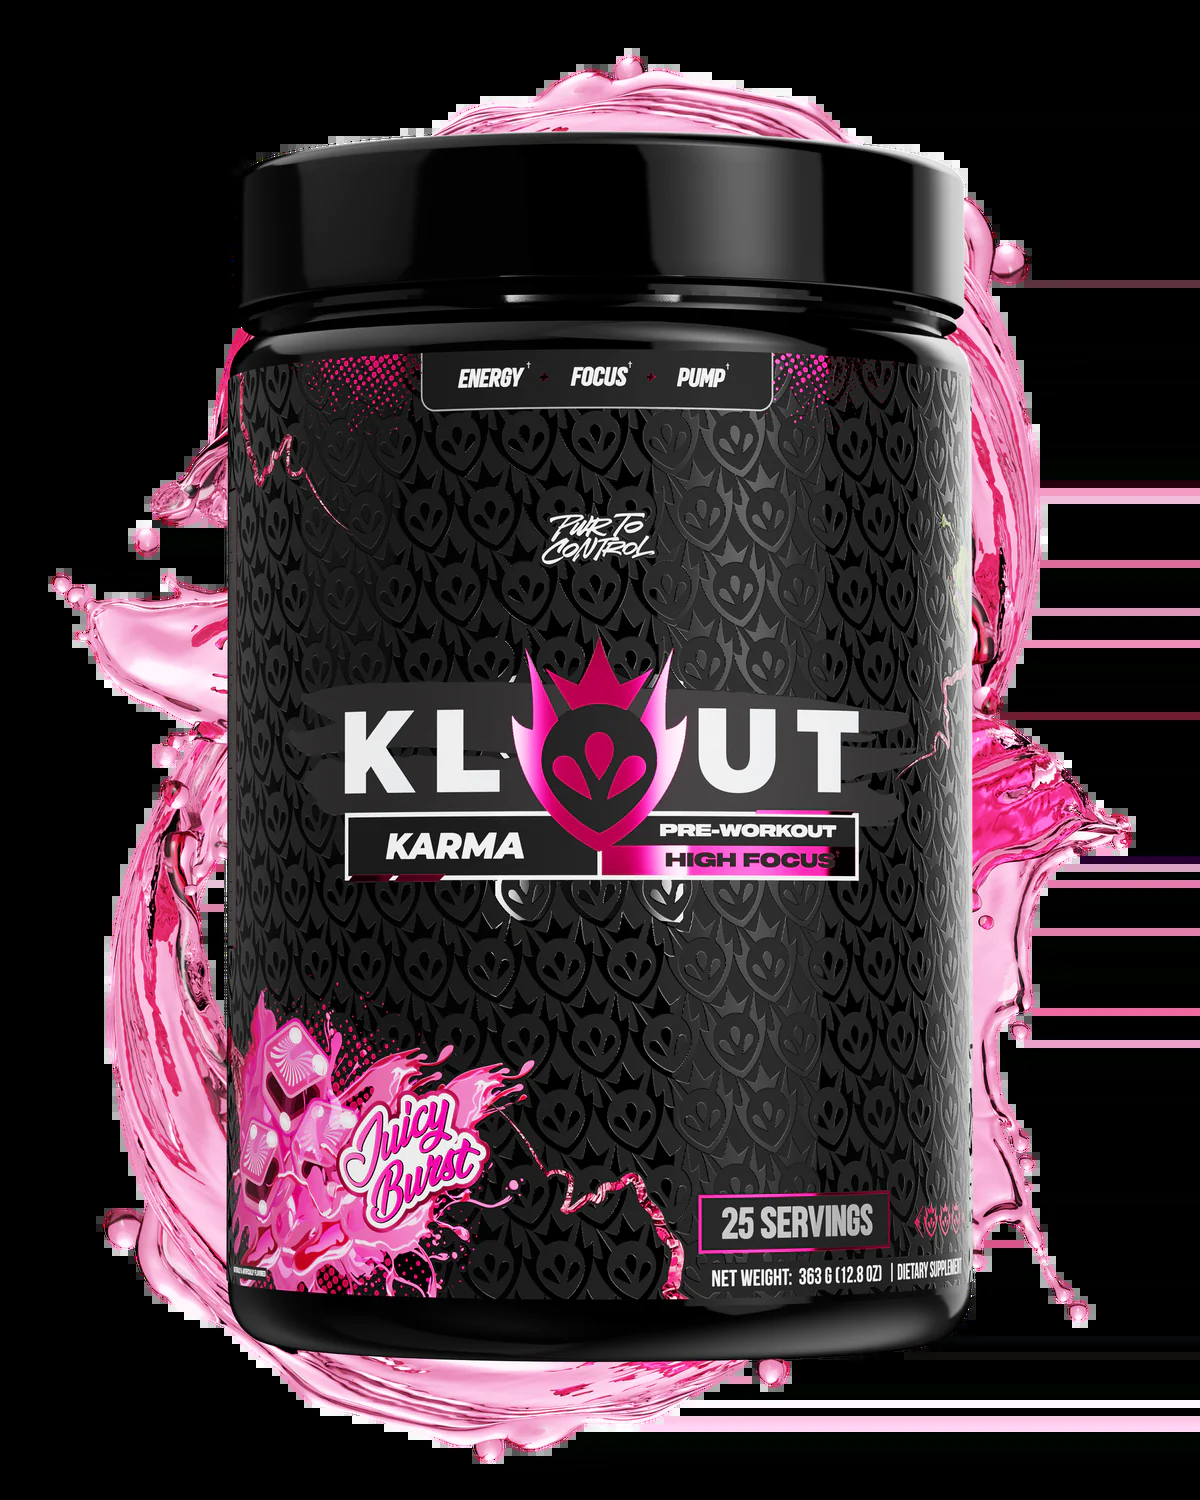 ENERGY† • FOCUS† • PUMP†
PWR TO
CONTROL
KLOUT
KARMA
PRE-WORKOUT
HIGH FOCUS
Juicy
Burst
25 SERVINGS
NET WEIGHT: 363 G (12.8 OZ) | DIETARY SUPPLEMENT